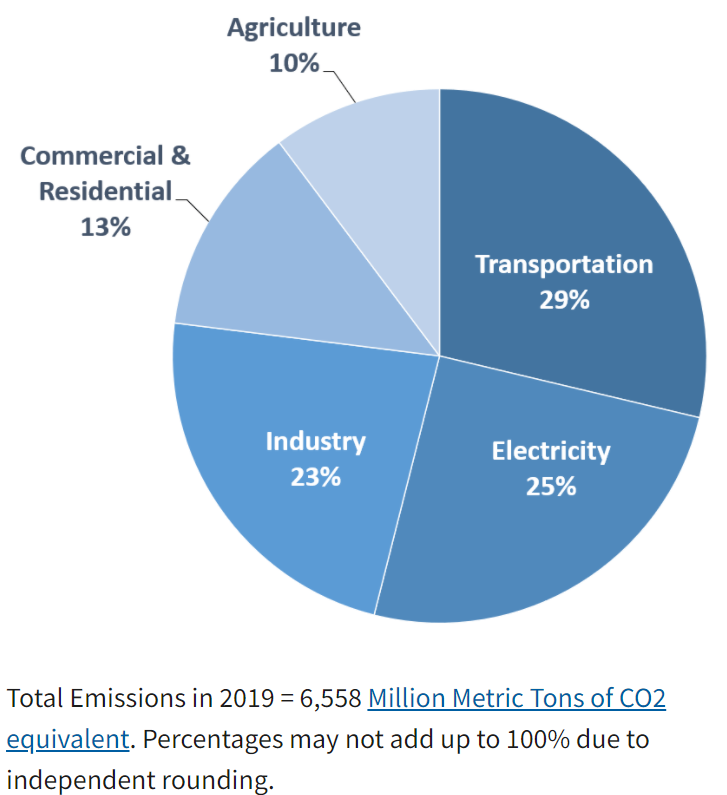 Agriculture
10%
Commercial &
Residential
13%
Transportation
29%
Industry
23%
Electricity
25%
Total Emissions in 2019 = 6,558 Million Metric Tons of CO2
equivalent. Percentages may not add up to 100% due to
independent rounding.